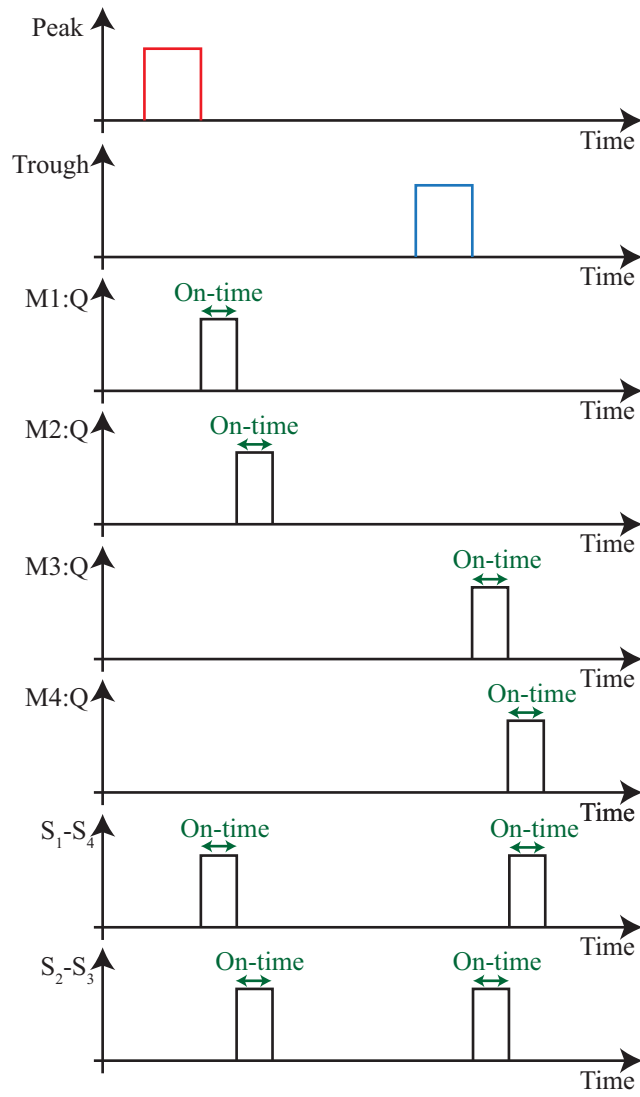 Peak
Time
Trough
Time
M1:Q
On-time
Time
M2:Q
On-time
Time
M3:Q
On-time
Time
M4:Q
On-time
Time
S₁-S₄
On-time
On-time
Time
S₂-S₃
On-time
On-time
Time